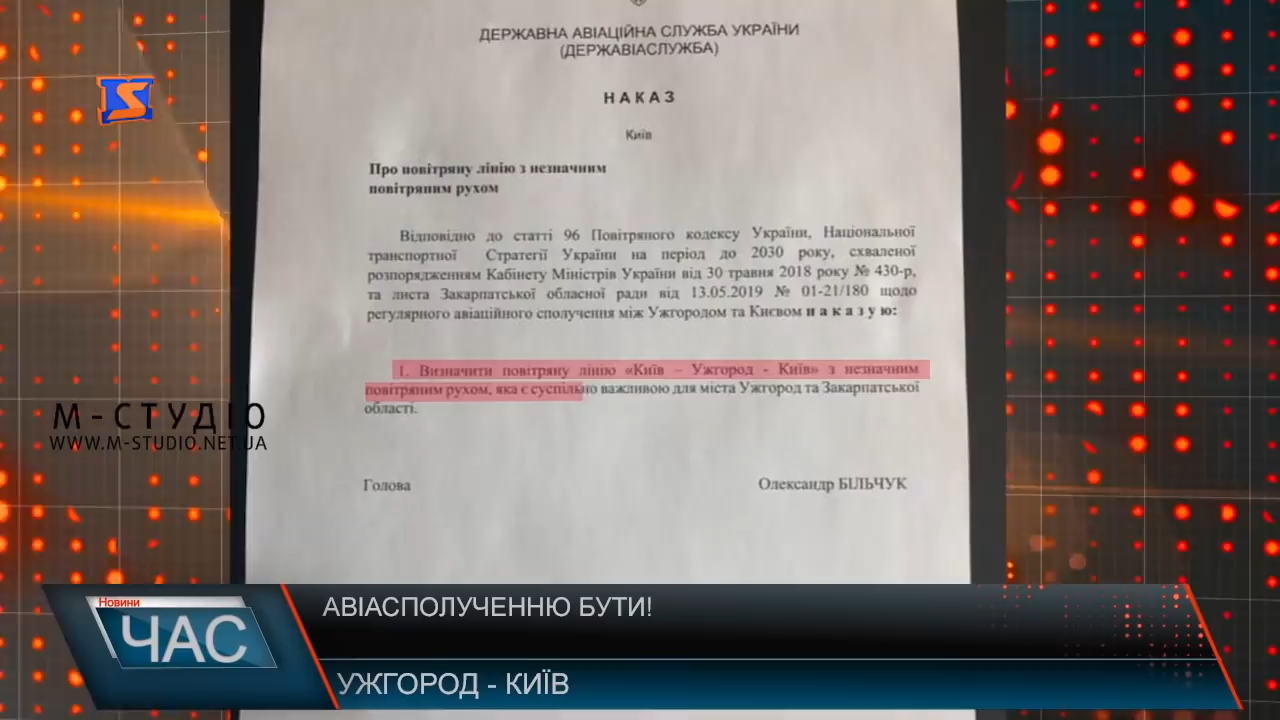 ДЕРЖАВНА АВІАЦІЙНА СЛУЖБА УКРАЇНИ
(ДЕРЖАВІАСЛУЖБА)
НАКАЗ
Київ
Про повітряну лінію з незначним
повітряним рухом
Відповідно до статті 96 Повітряного кодексу України, Національної
транспортної Стратегії України на період до 2030 року, схваленої
розпорядженням Кабінету Міністрів України від 30 травня 2018 року № 430-р,
та листа Закарпатської обласної ради від 13.05.2019 № 01-21/180 щодо
регулярного авіаційного сполучення між Ужгородом та Києвом н а к а з у ю:
1. Визначити повітряну лінію «Київ – Ужгород - Київ» з незначним
повітряним рухом, яка є суспільно важливою для міста Ужгород та Закарпатської
області.
Голова Олександр БІЛЬЧУК
М-СТУДІО
WWW.M-STUDIO.NET.UA
Новини
ЧАС
АВІАСПОЛУЧЕННЮ БУТИ!
УЖГОРОД - КИЇВ